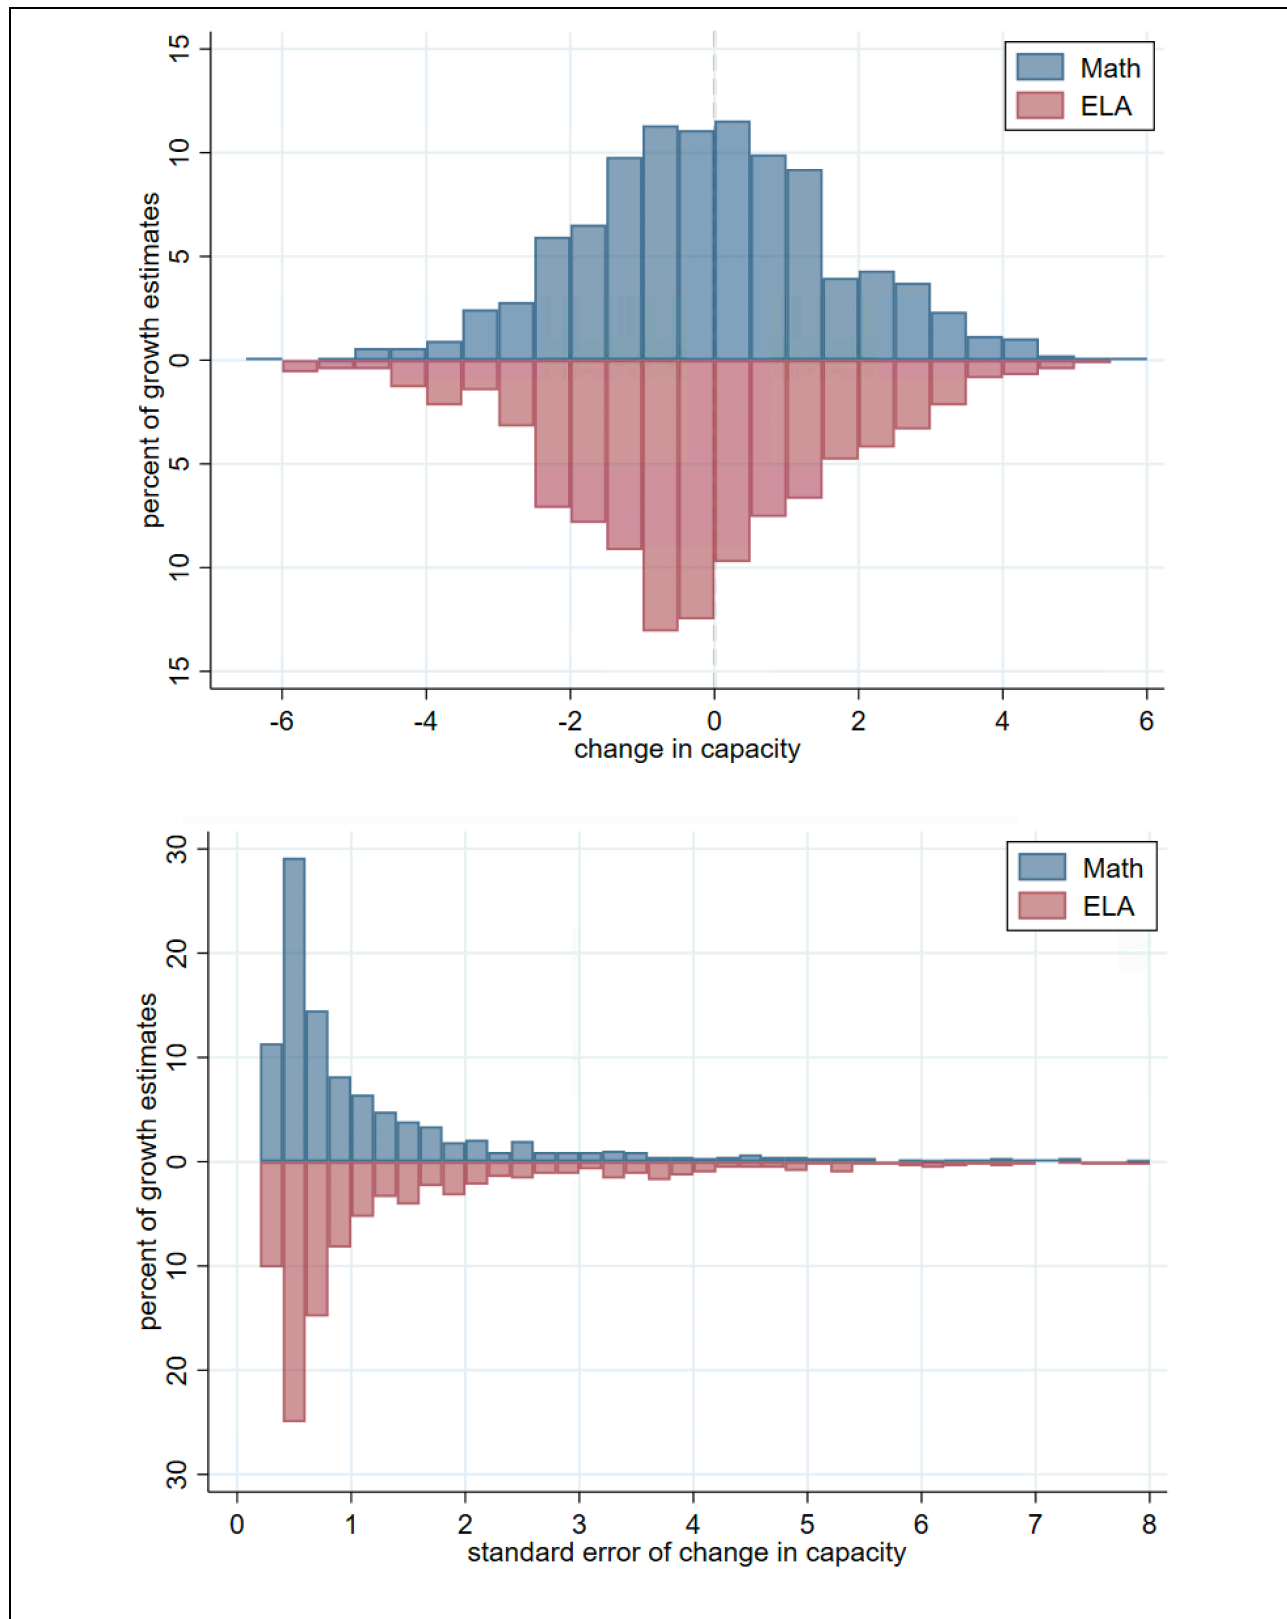 15
10
5
0
5
10
15
percent of growth estimates
Math
ELA
-6 -4 -2 0 2 4 6
change in capacity
30
20
10
0
10
20
30
percent of growth estimates
Math
ELA
0 1 2 3 4 5 6 7 8
standard error of change in capacity